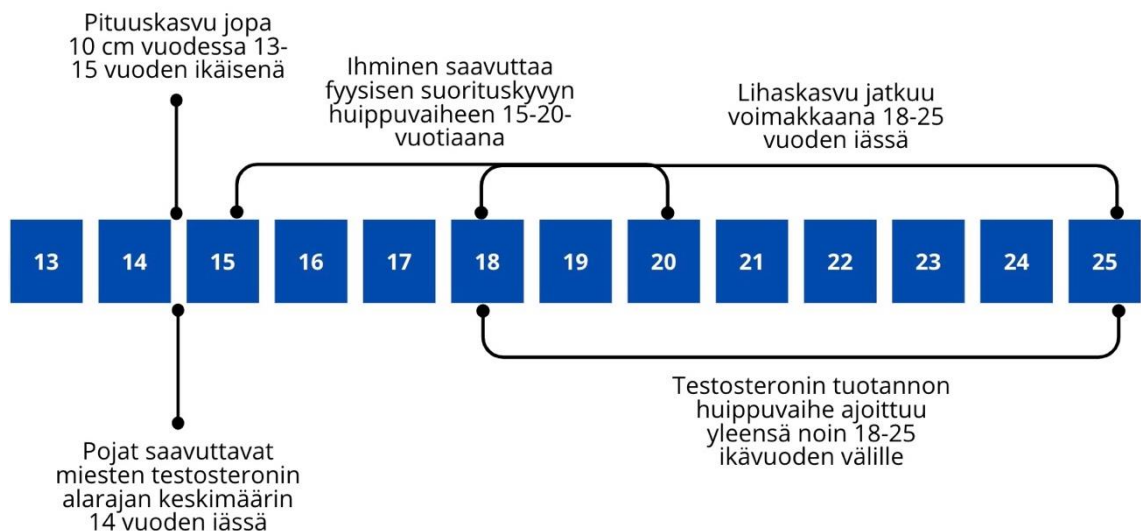 Pituuskasvu jopa
10 cm vuodessa 13-
15 vuoden ikäisenä
Ihminen saavuttaa
fyysisen suorituskyvyn
huippuvaiheen 15-20-
vuotiaana
Lihaskasvu jatkuu
voimakkaana 18-25
vuoden iässä
13 14 15 16 17 18 19 20 21 22 23 24 25
Pojat saavuttavat
miesten testosteronin
alarajan keskimäärin
14 vuoden iässä
Testosteronin tuotannon
huippuvaihe ajoittuu
yleensä noin 18-25
ikävuoden välille